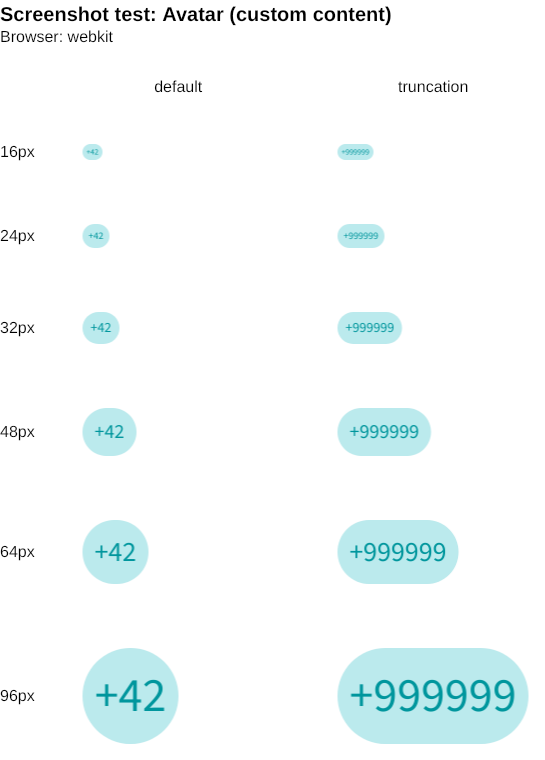 Screenshot test: Avatar (custom content)
Browser: webkit
default truncation
16px +42 +999999
24px +42 +999999
32px +42 +999999
48px +42 +999999
64px +42 +999999
96px +42 +999999